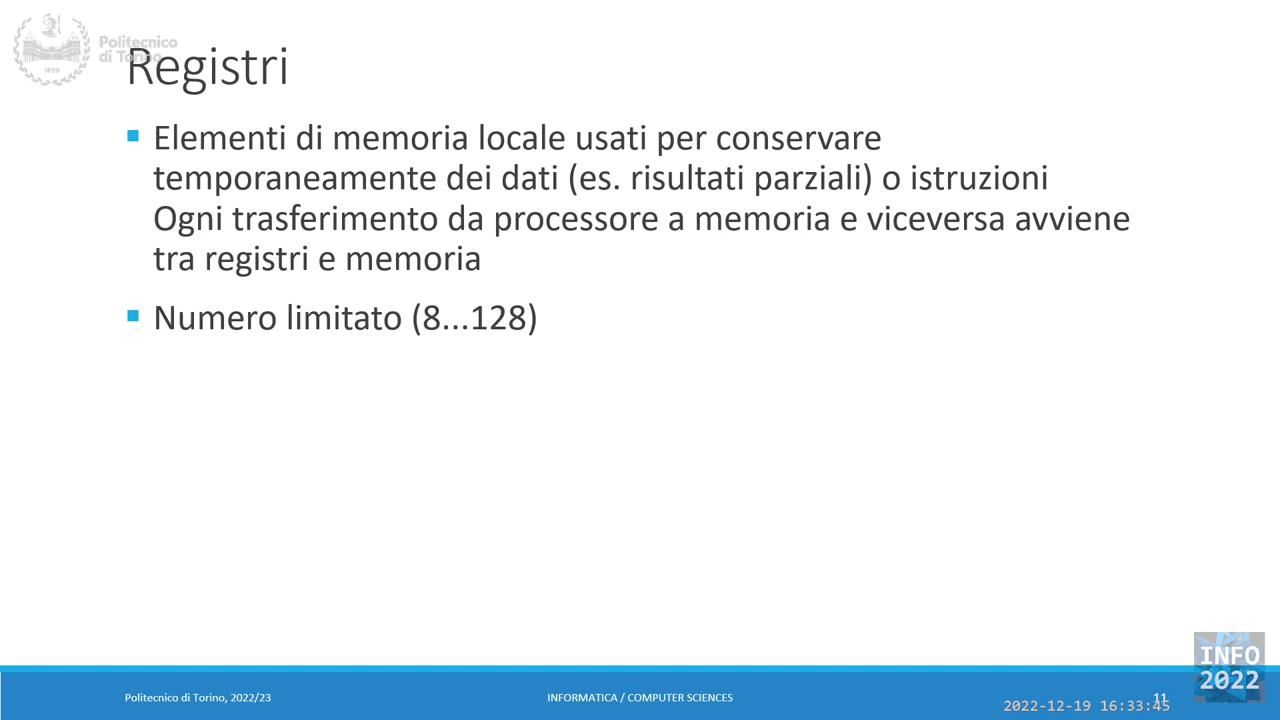 Politecnico
di Torino
1859
Registri
Elementi di memoria locale usati per conservare
temporaneamente dei dati (es. risultati parziali) o istruzioni
Ogni trasferimento da processore a memoria e viceversa avviene
tra registri e memoria
Numero limitato (8...128)
INFO
2022
Politecnico di Torino, 2022/23
INFORMATICA / COMPUTER SCIENCES
11
2022-12-19 16:33:45